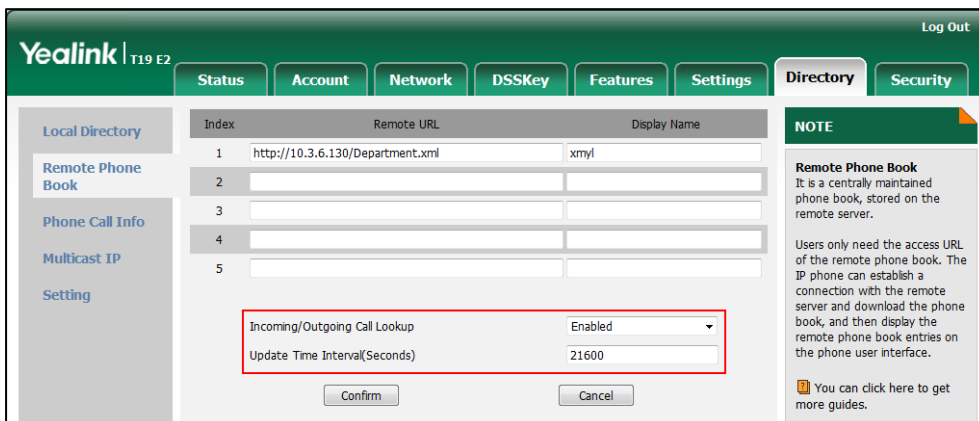 Log Out
Yealink | T19 E2
Status Account Network DSSKey Features Settings Directory Security
Local Directory
Remote Phone
Book
Phone Call Info
Multicast IP
Setting
Index Remote URL Display Name
1 http://10.3.6.130/Department.xml xmyl
2
3
4
5
Incoming/Outgoing Call Lookup Enabled
Update Time Interval(Seconds) 21600
Confirm Cancel
NOTE
Remote Phone Book
It is a centrally maintained
phone book, stored on the
remote server.
Users only need the access URL
of the remote phone book. The
IP phone can establish a
connection with the remote
server and download the phone
book, and then display the
remote phone book entries on
the phone user interface.
You can click here to get
more guides.